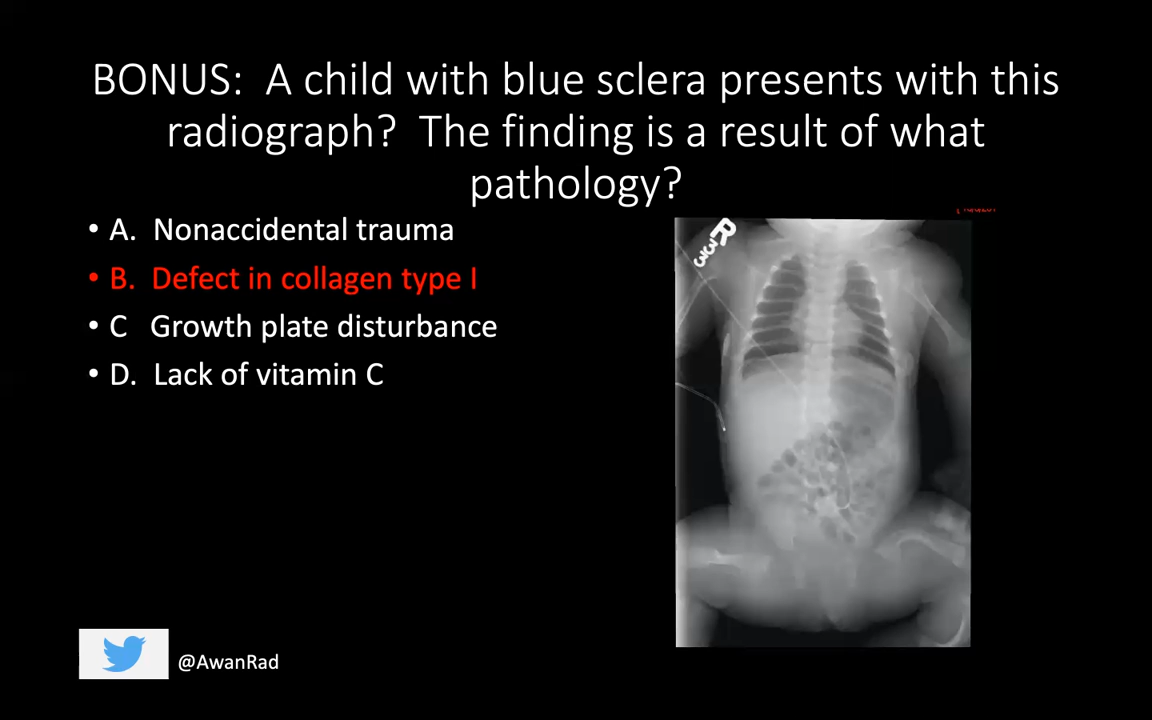 BONUS:  A child with blue sclera presents with this
radiograph?  The finding is a result of what
pathology?
• A.  Nonaccidental trauma
• B.  Defect in collagen type I
• C   Growth plate disturbance
• D.  Lack of vitamin C
R
33
@AwanRad